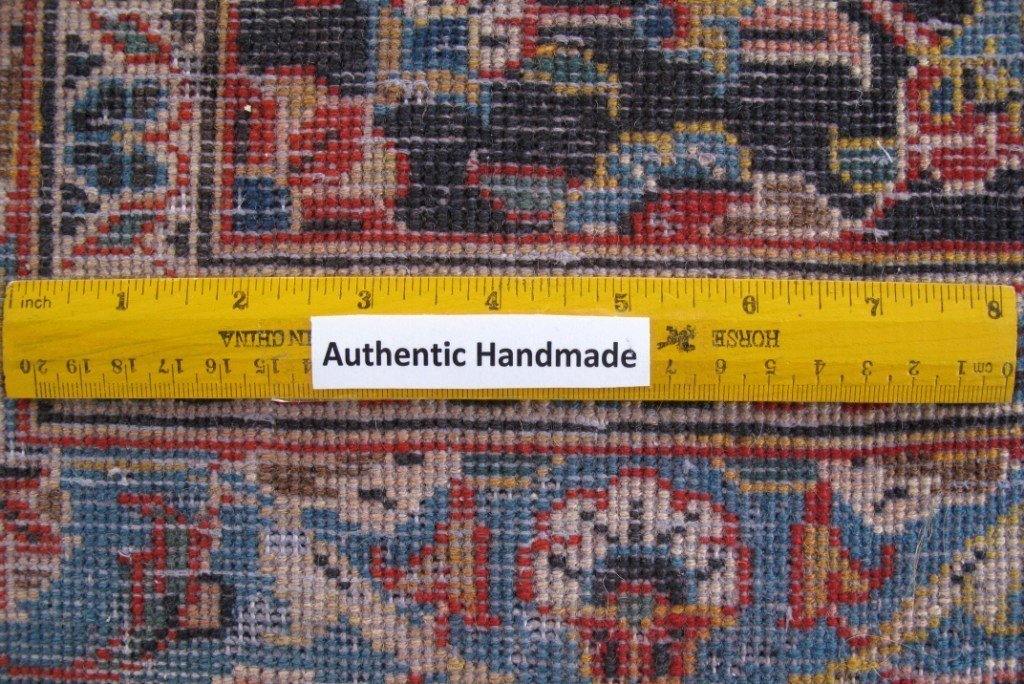 inch 1 2 3 4 5 6 7 8
IN CHINA HORSE
Authentic Handmade
20 19 18 17 16 15 7 6 5 4 3 2 1 cm 0